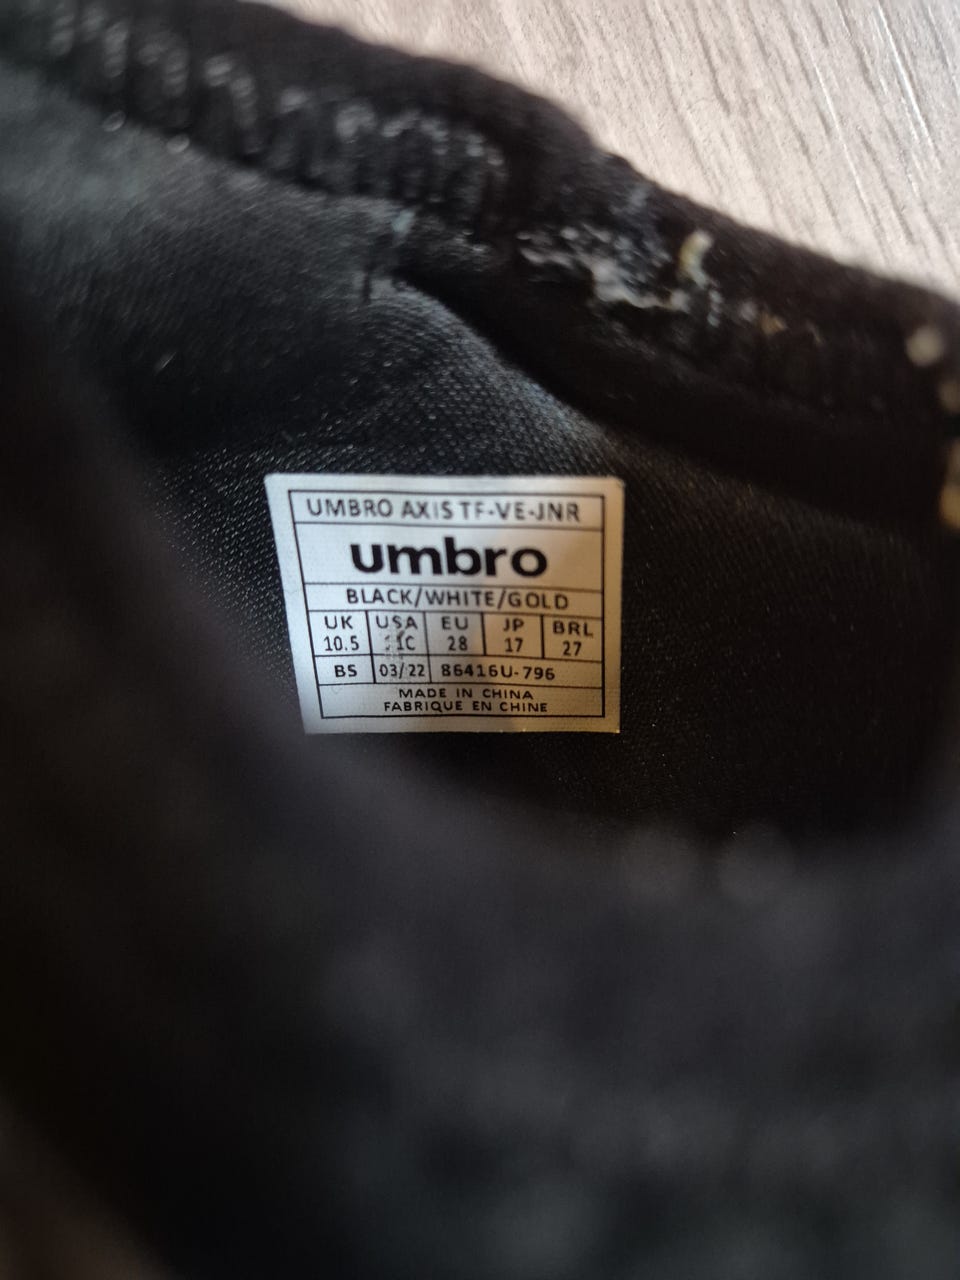 UMBRO AXIS TF-VE-JNR
umbro
BLACK/WHITE/GOLD
UK USA EU JP BRL
10.5 11C 28 17 27
BS 03/22 86416U-796
MADE IN CHINA
FABRIQUE EN CHINE